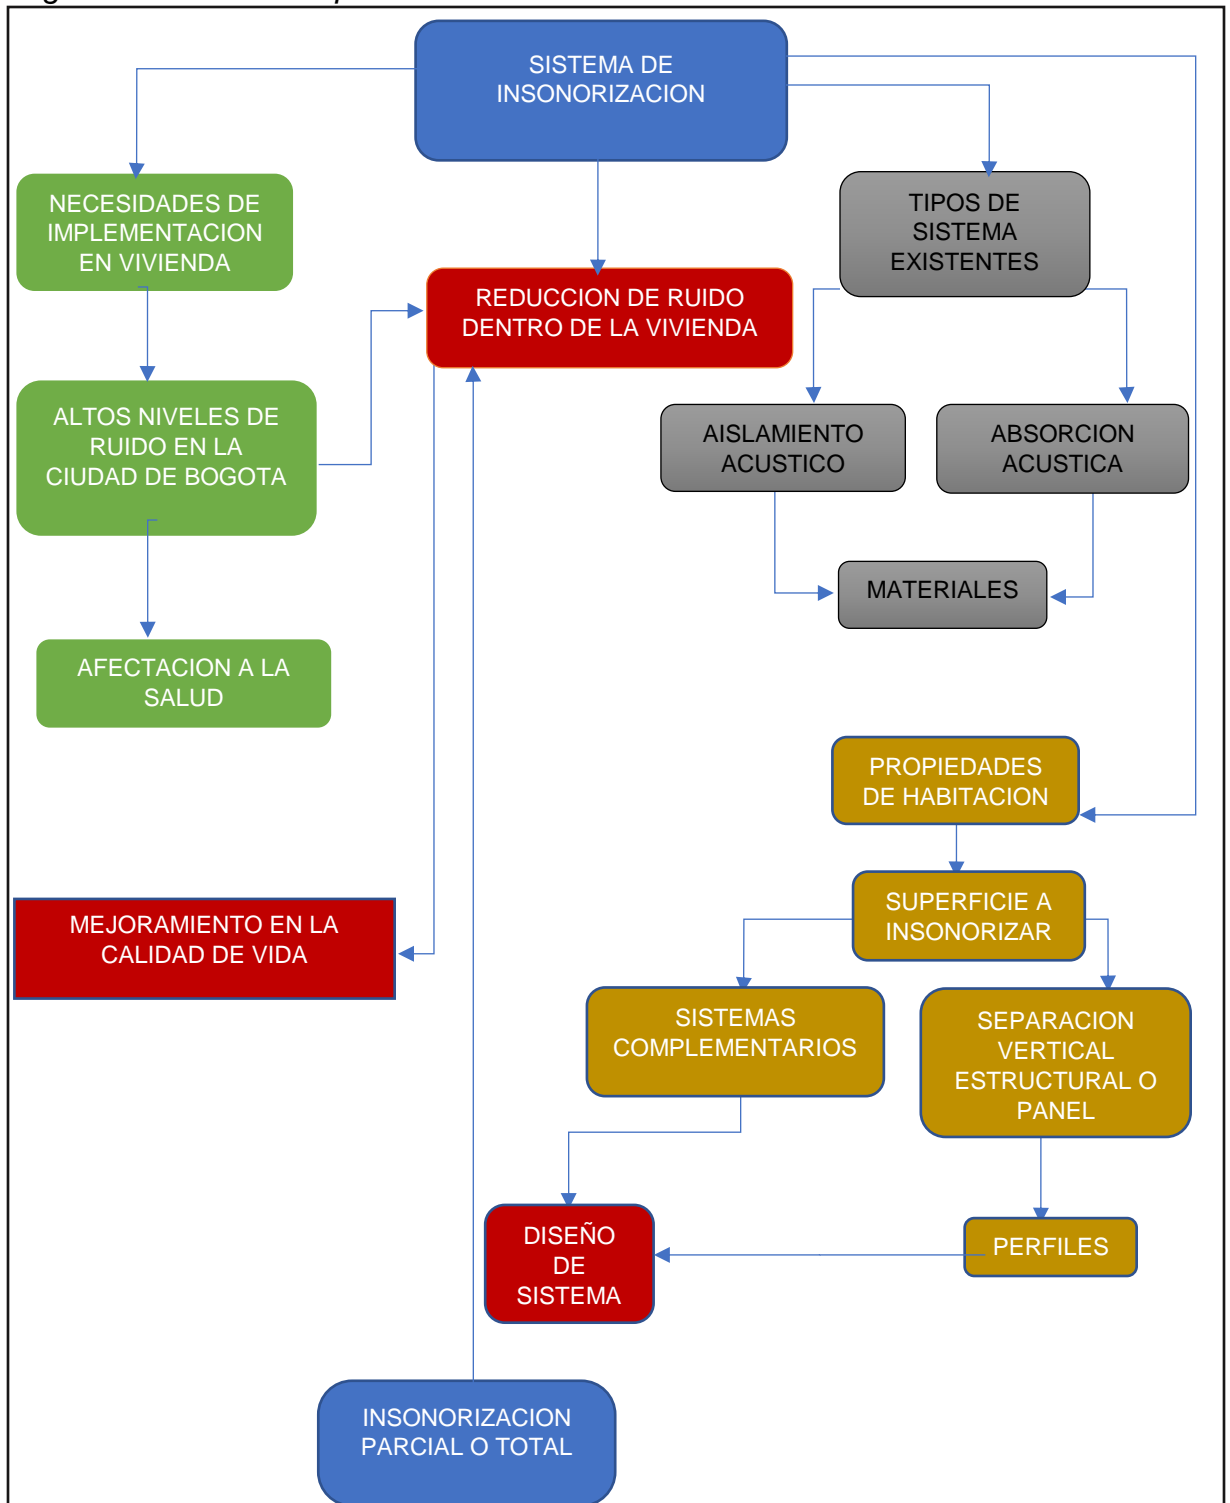 SISTEMA DE
INSONORIZACION
NECESIDADES DE
IMPLEMENTACION
EN VIVIENDA
TIPOS DE
SISTEMA
EXISTENTES
REDUCCION DE RUIDO
DENTRO DE LA VIVIENDA
ALTOS NIVELES DE
RUIDO EN LA
CIUDAD DE BOGOTA
AISLAMIENTO
ACUSTICO
ABSORCION
ACUSTICA
MATERIALES
AFECTACION A LA
SALUD
PROPIEDADES
DE HABITACION
SUPERFICIE A
INSONORIZAR
MEJORAMIENTO EN LA
CALIDAD DE VIDA
SISTEMAS
COMPLEMENTARIOS
SEPARACION
VERTICAL
ESTRUCTURAL O
PANEL
DISEÑO
DE
SISTEMA
PERFILES
INSONORIZACION
PARCIAL O TOTAL